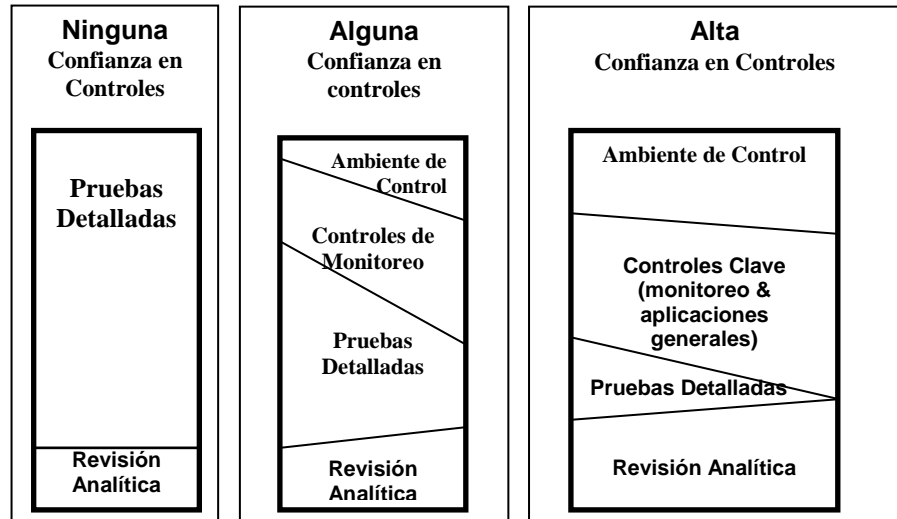 Ninguna
Confianza en
Controles
Pruebas
Detalladas
Revisión
Analítica
Alguna
Confianza en
controles
Ambiente de
Control
Controles de
Monitoreo
Pruebas
Detalladas
Revisión
Analítica
Alta
Confianza en Controles
Ambiente de Control
Controles Clave
(monitoreo &
aplicaciones
generales)
Pruebas Detalladas
Revisión Analítica